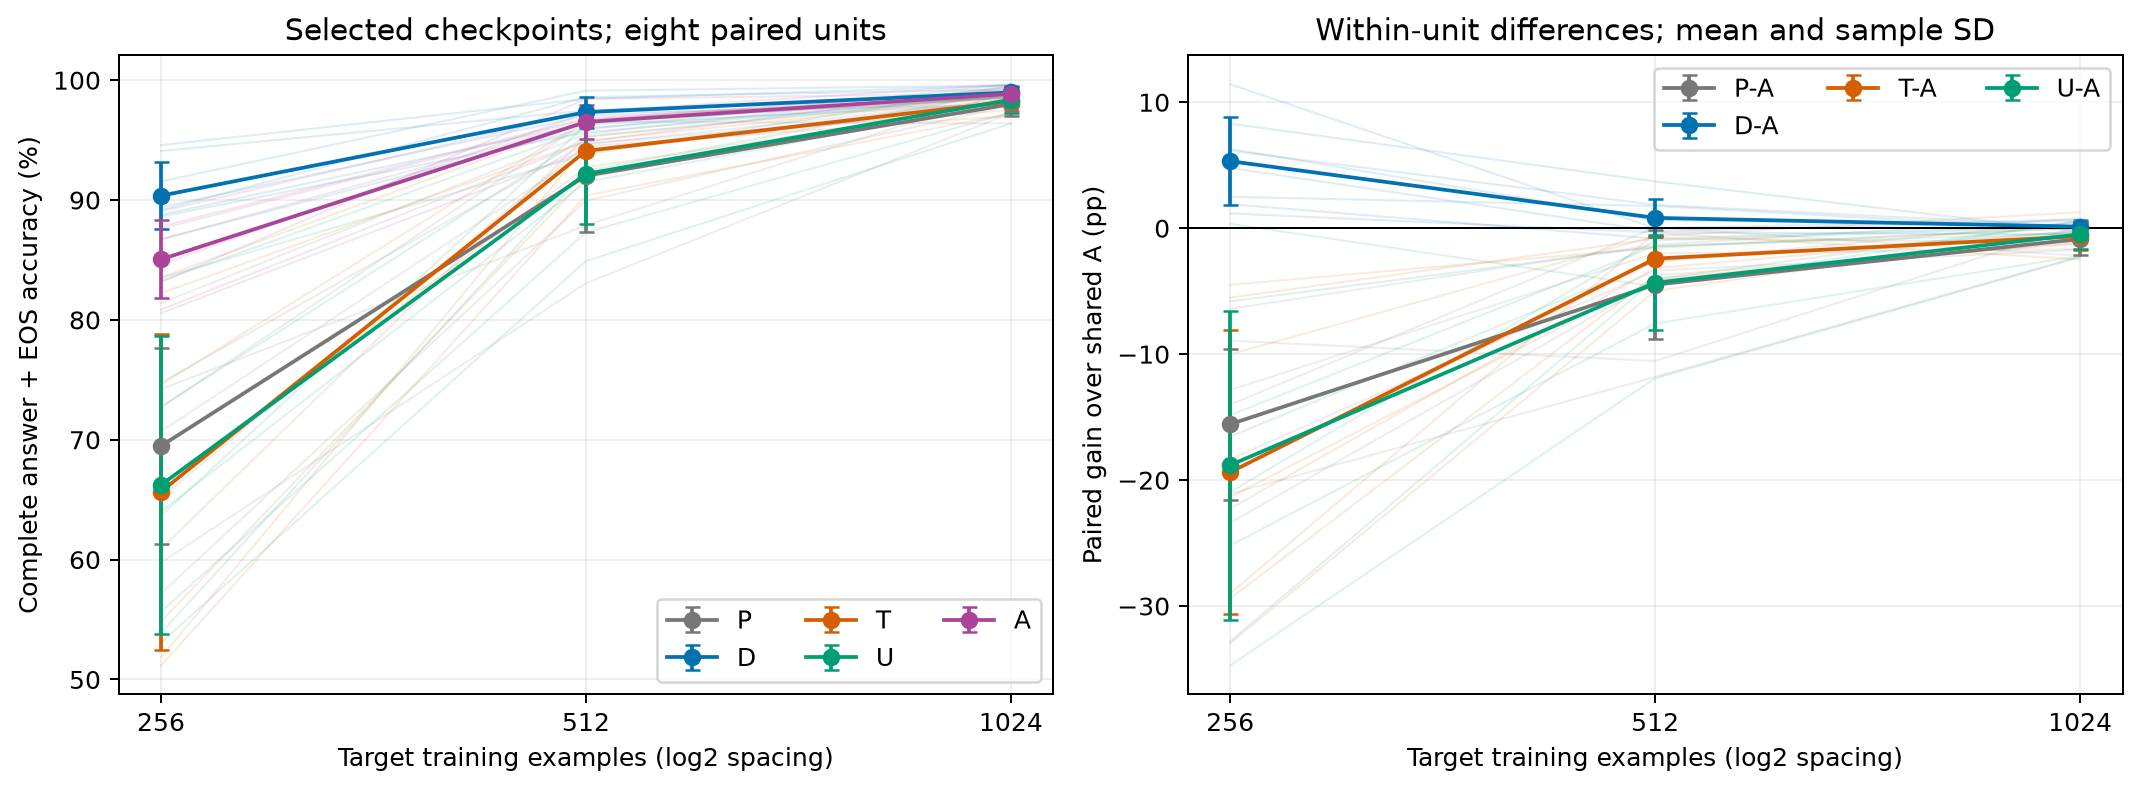 Selected checkpoints; eight paired units
Complete answer + EOS accuracy (%)
100
90
80
70
60
50
256
512
1024
Target training examples (log2 spacing)
P
T
A
D
U
Within-unit differences; mean and sample SD
Paired gain over shared A (pp)
10
0
−10
−20
−30
256
512
1024
Target training examples (log2 spacing)
P-A
T-A
U-A
D-A